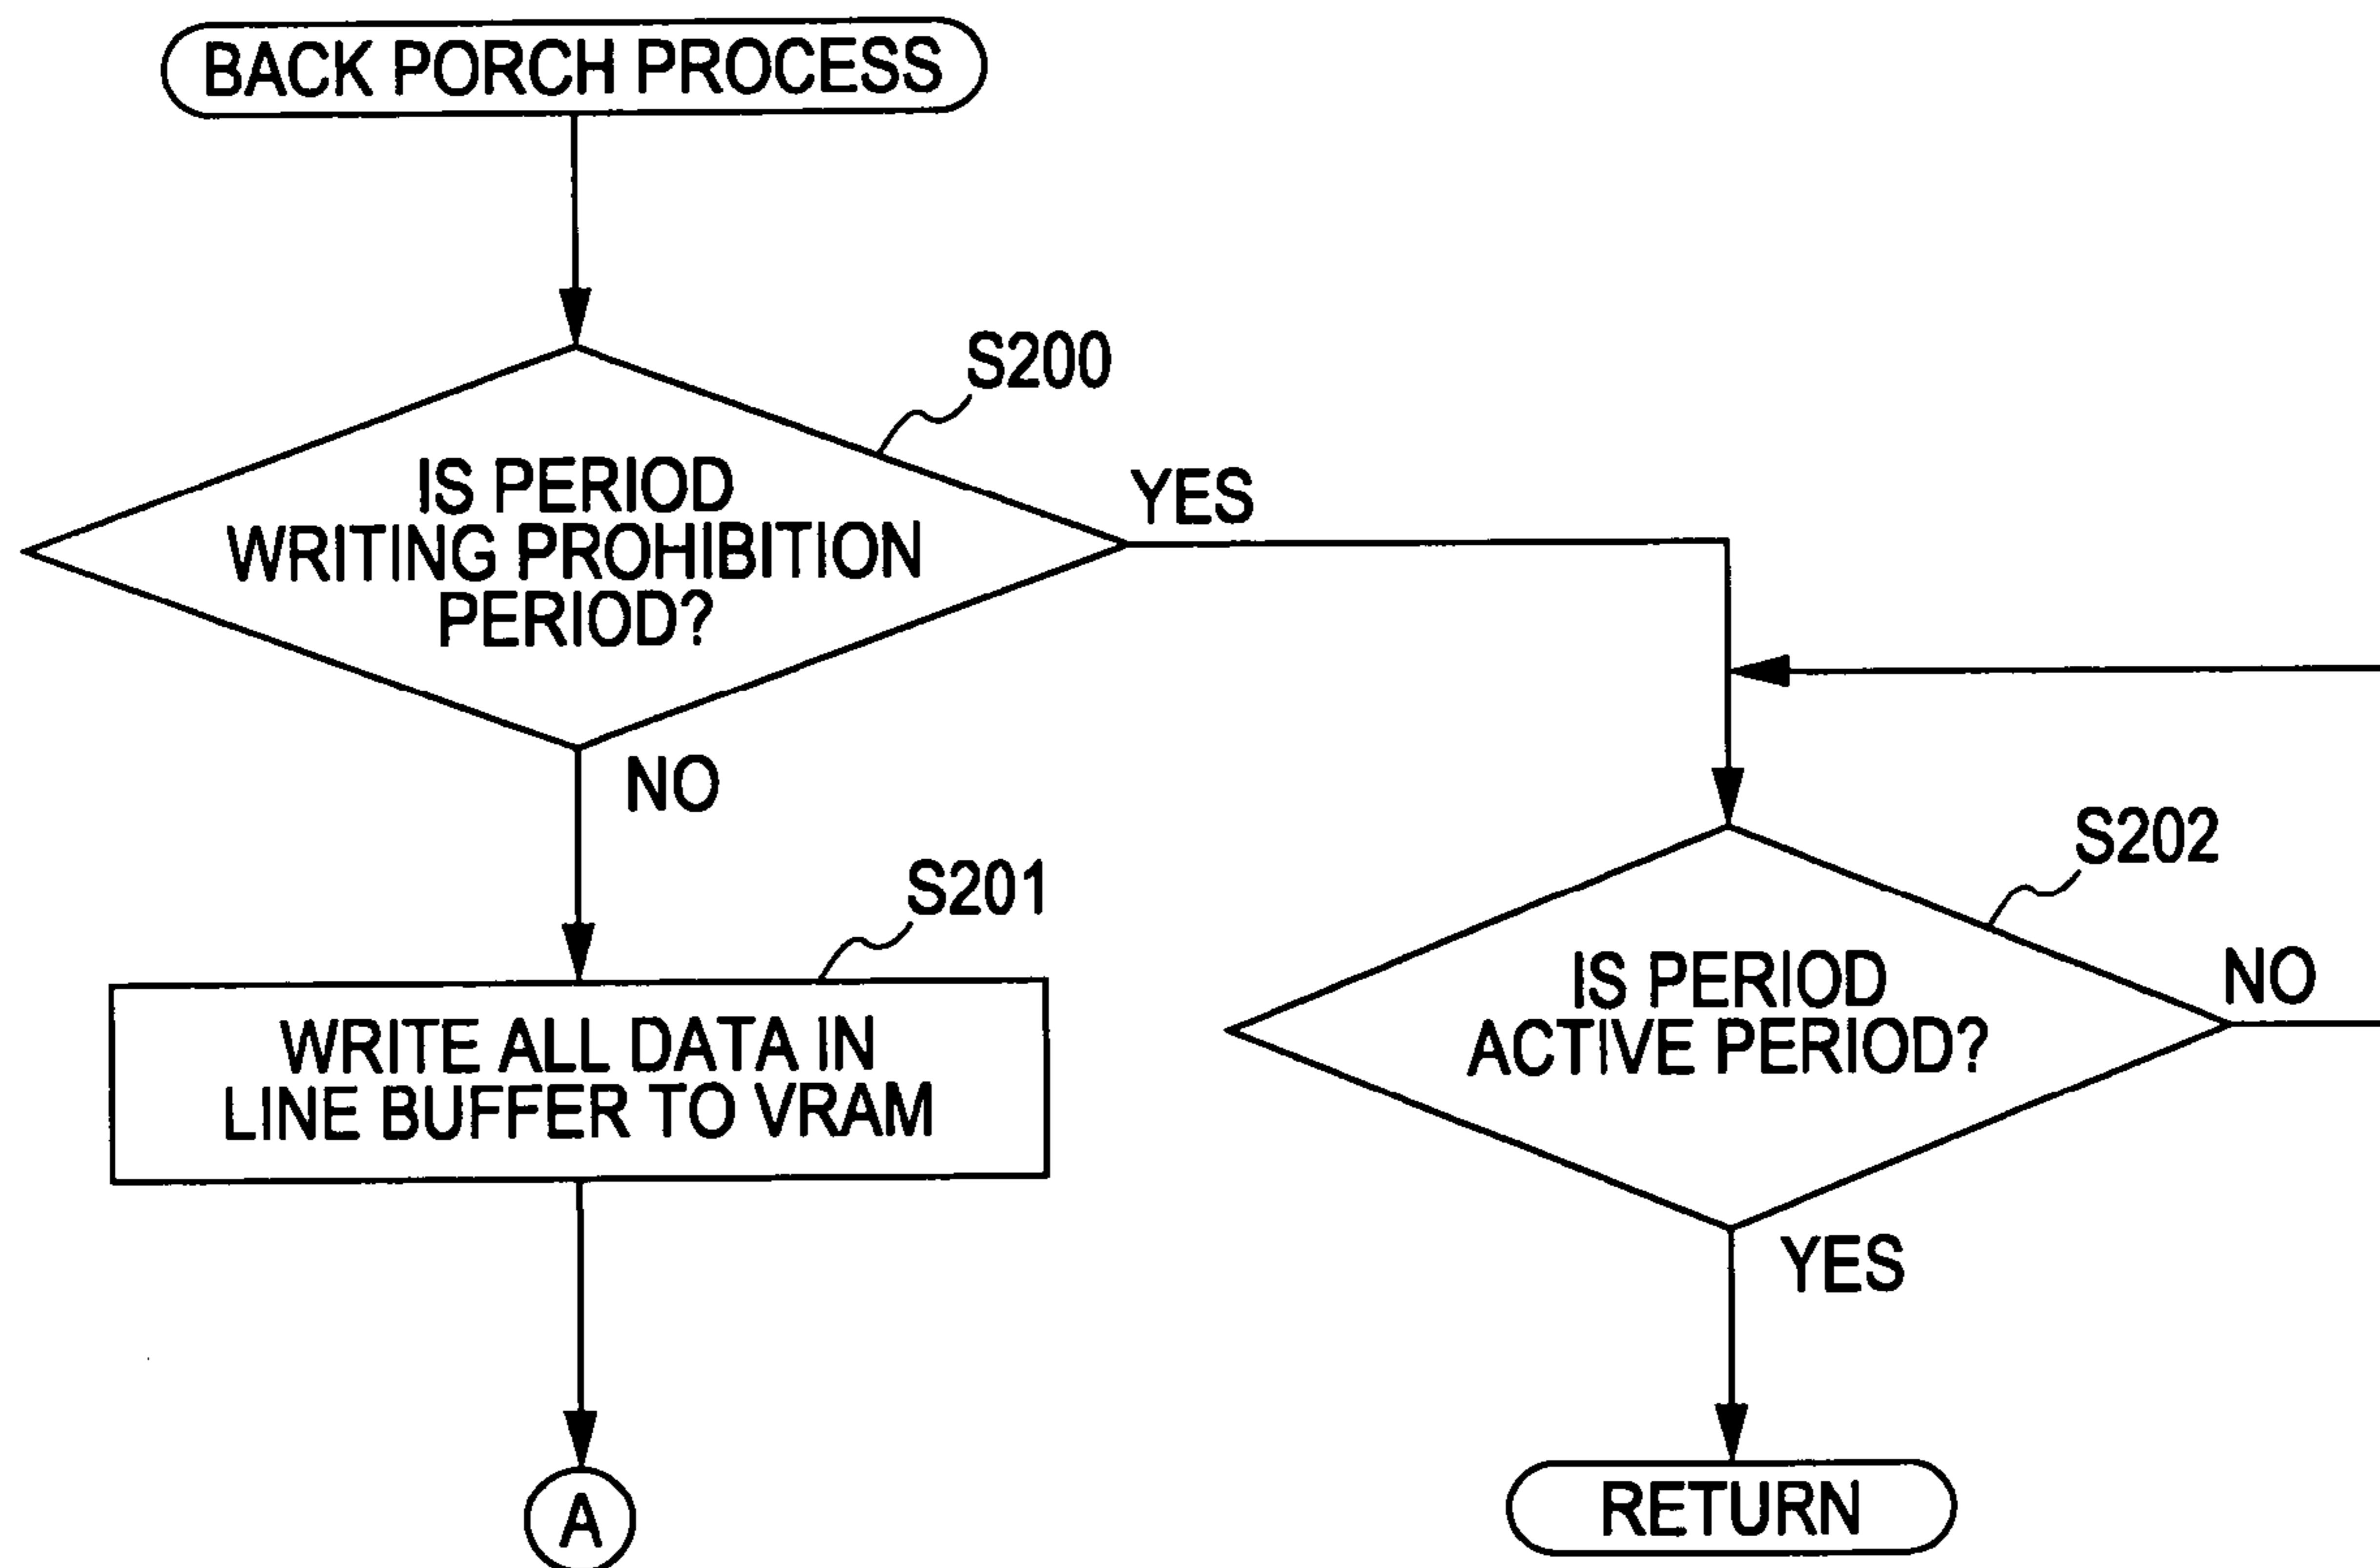 BACK PORCH PROCESS
S200
IS PERIOD
WRITING PROHIBITION
PERIOD?
YES
NO
S201
WRITE ALL DATA IN
LINE BUFFER TO VRAM
A
S202
IS PERIOD
ACTIVE PERIOD?
NO
YES
RETURN